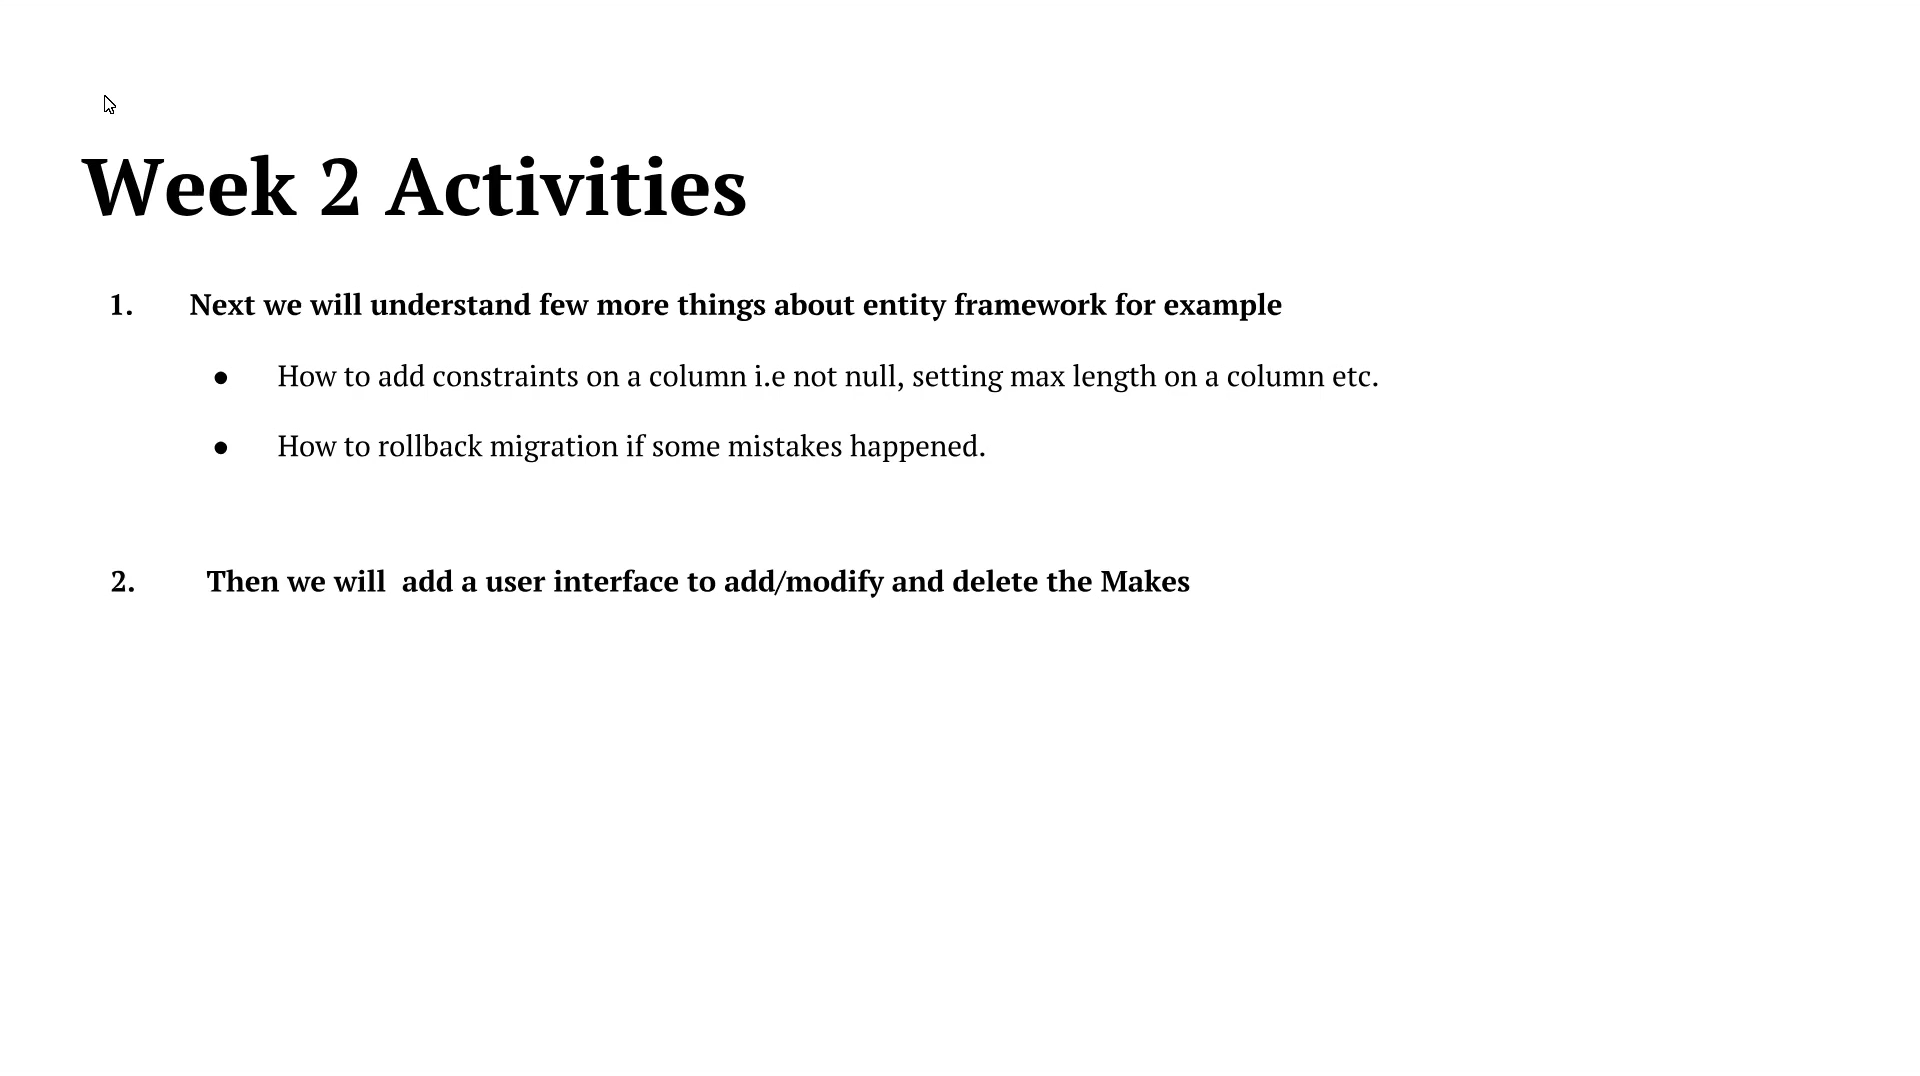 Week 2 Activities
1. Next we will understand few more things about entity framework for example
● How to add constraints on a column i.e not null, setting max length on a column etc.
● How to rollback migration if some mistakes happened.
2. Then we will  add a user interface to add/modify and delete the Makes